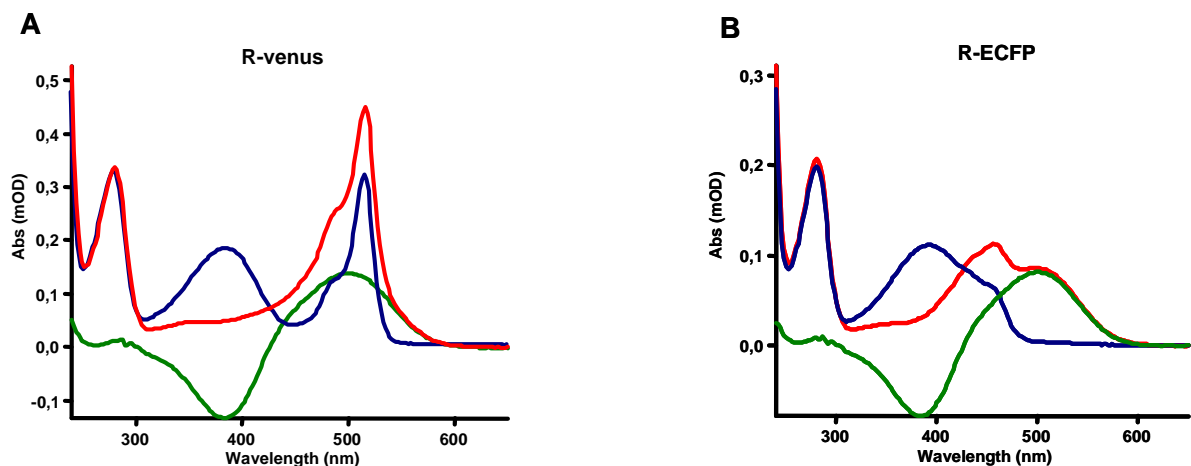 A
R-venus
0,5
0,4
0,3
0,2
0,1
0,0
-0,1
Abs (mOD)
300 400 500 600
Wavelength (nm)
B
R-ECFP
0,3
0,2
0,1
0,0
Abs (mOD)
300 400 500 600
Wavelength (nm)